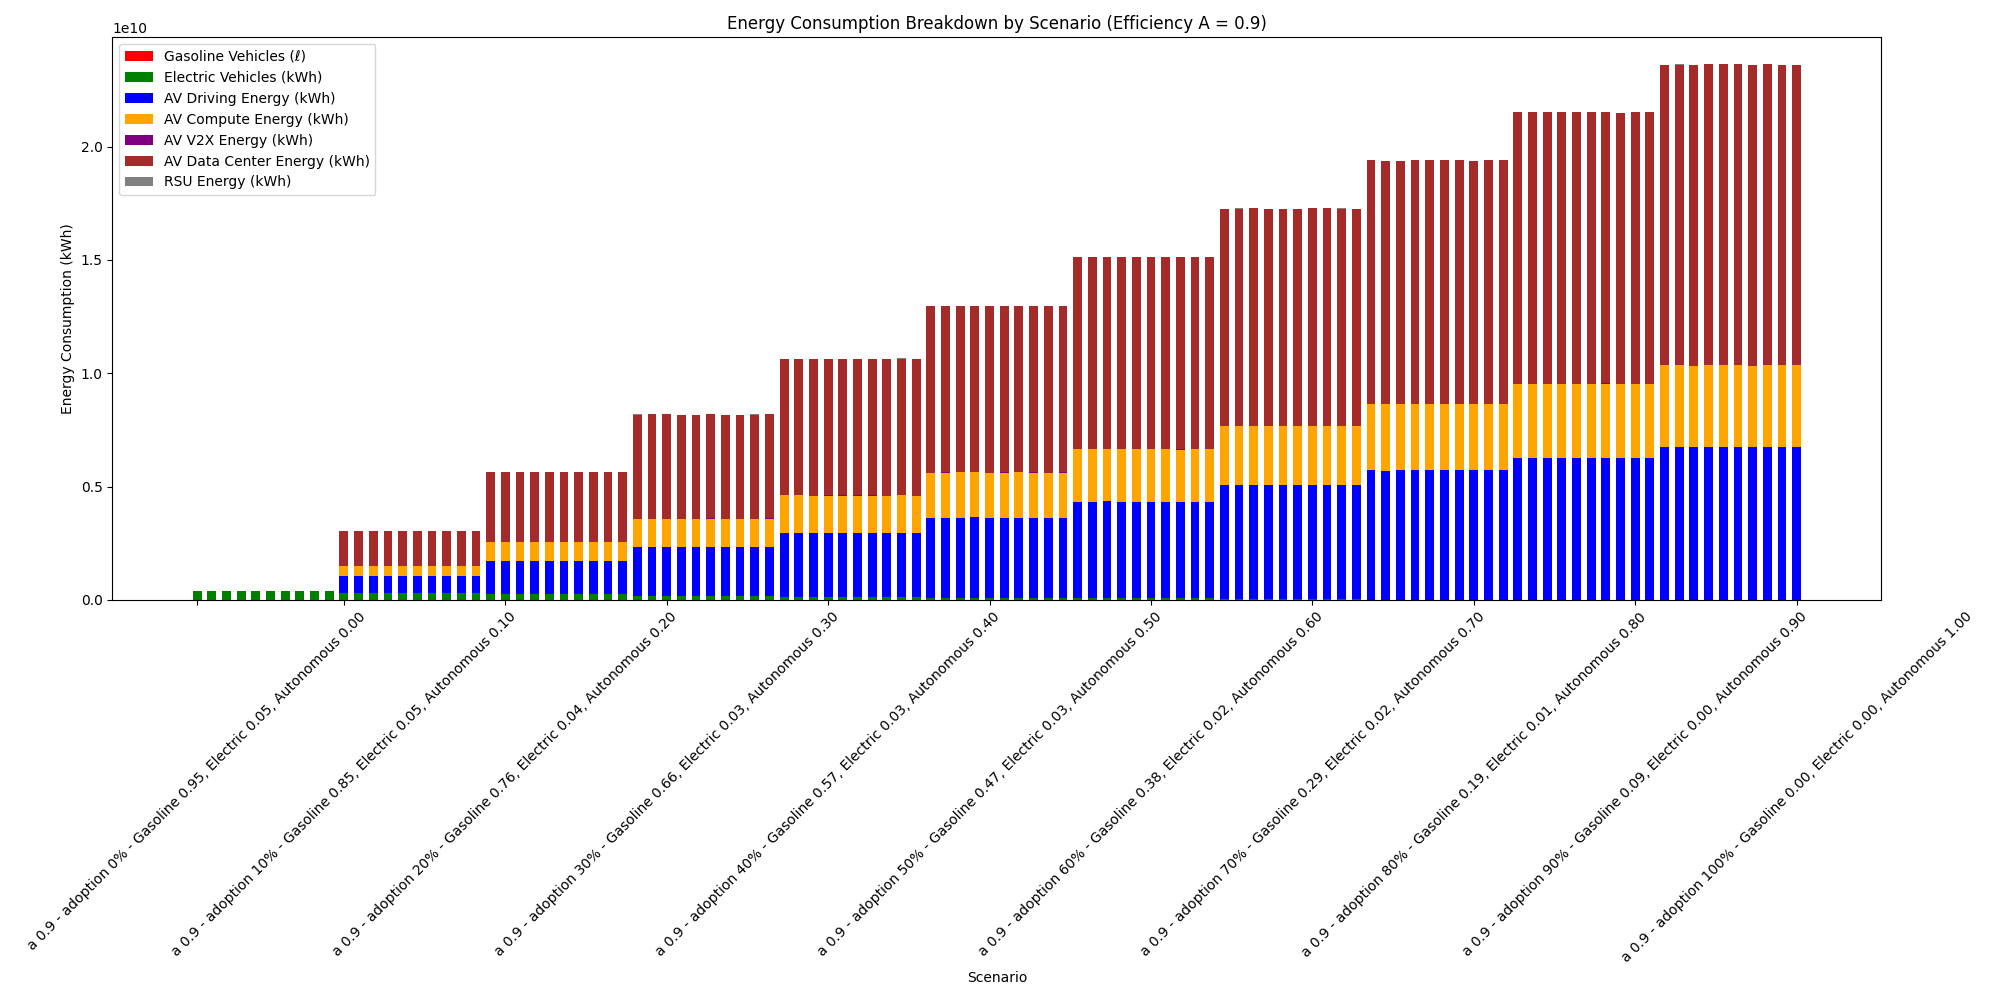 Energy Consumption Breakdown by Scenario (Efficiency A = 0.9)
1e10
Gasoline Vehicles (ℓ)
Electric Vehicles (kWh)
AV Driving Energy (kWh)
AV Compute Energy (kWh)
AV V2X Energy (kWh)
AV Data Center Energy (kWh)
RSU Energy (kWh)
Energy Consumption (kWh)
2.0
1.5
1.0
0.5
0.0
a 0.9 - adoption 0% - Gasoline 0.95, Electric 0.05, Autonomous 0.00
a 0.9 - adoption 10% - Gasoline 0.85, Electric 0.05, Autonomous 0.10
a 0.9 - adoption 20% - Gasoline 0.76, Electric 0.04, Autonomous 0.20
a 0.9 - adoption 30% - Gasoline 0.66, Electric 0.03, Autonomous 0.30
a 0.9 - adoption 40% - Gasoline 0.57, Electric 0.03, Autonomous 0.40
a 0.9 - adoption 50% - Gasoline 0.47, Electric 0.03, Autonomous 0.50
a 0.9 - adoption 60% - Gasoline 0.38, Electric 0.02, Autonomous 0.60
a 0.9 - adoption 70% - Gasoline 0.29, Electric 0.02, Autonomous 0.70
a 0.9 - adoption 80% - Gasoline 0.19, Electric 0.01, Autonomous 0.80
a 0.9 - adoption 90% - Gasoline 0.09, Electric 0.00, Autonomous 0.90
a 0.9 - adoption 100% - Gasoline 0.00, Electric 0.00, Autonomous 1.00
Scenario